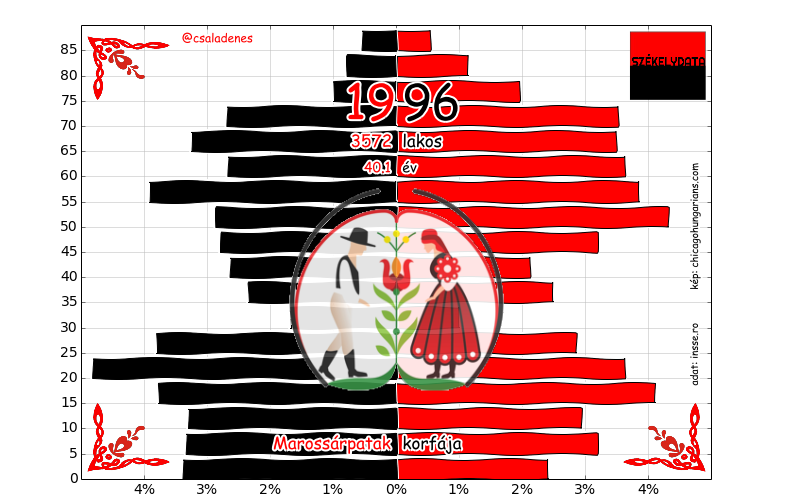 @csaladenes
SZÉKELYDATA
1996
3572 lakos
40.1 év
kép: chicagohungarians.com
adat: insse.ro
Marossárpatak korfája
85
80
75
70
65
60
55
50
45
40
35
30
25
20
15
10
5
0
4% 3% 2% 1% 0% 1% 2% 3% 4%